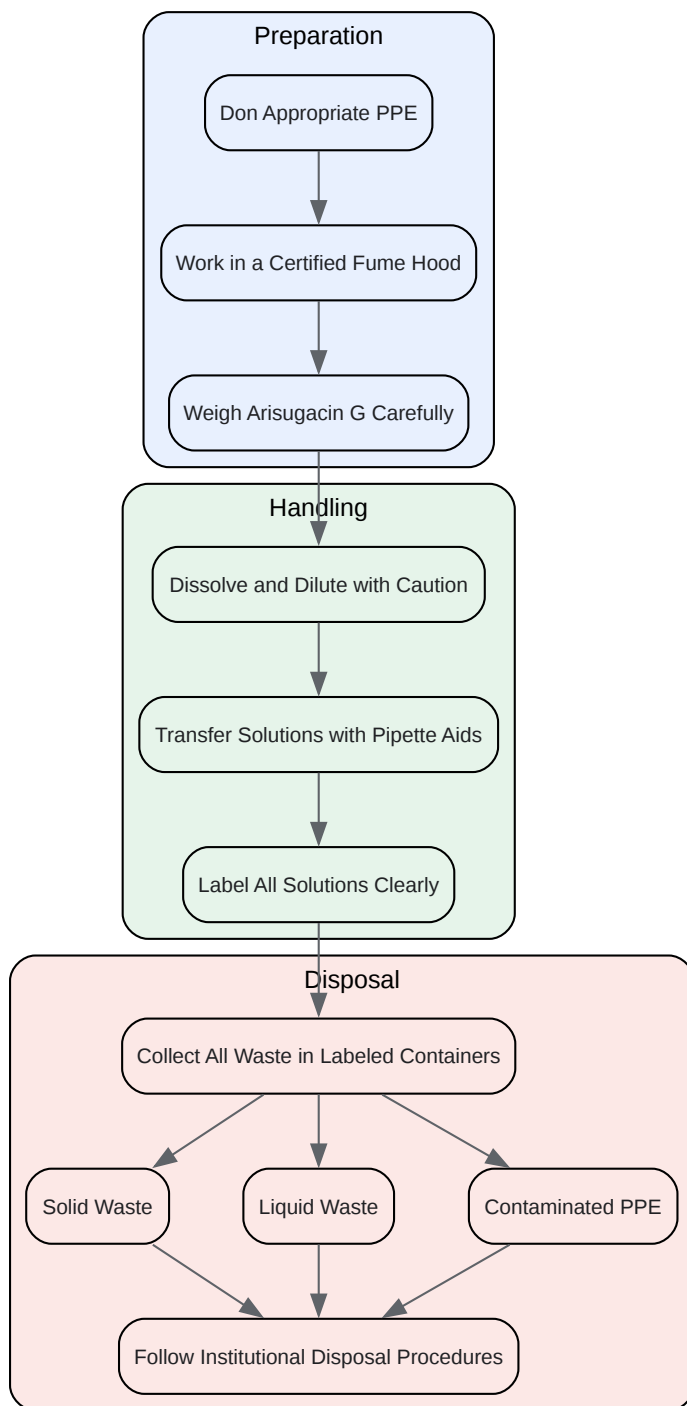 Preparation
Don Appropriate PPE
Work in a Certified Fume Hood
Weigh Arisugacin G Carefully
Handling
Dissolve and Dilute with Caution
Transfer Solutions with Pipette Aids
Label All Solutions Clearly
Disposal
Collect All Waste in Labeled Containers
Solid Waste
Liquid Waste
Contaminated PPE
Follow Institutional Disposal Procedures